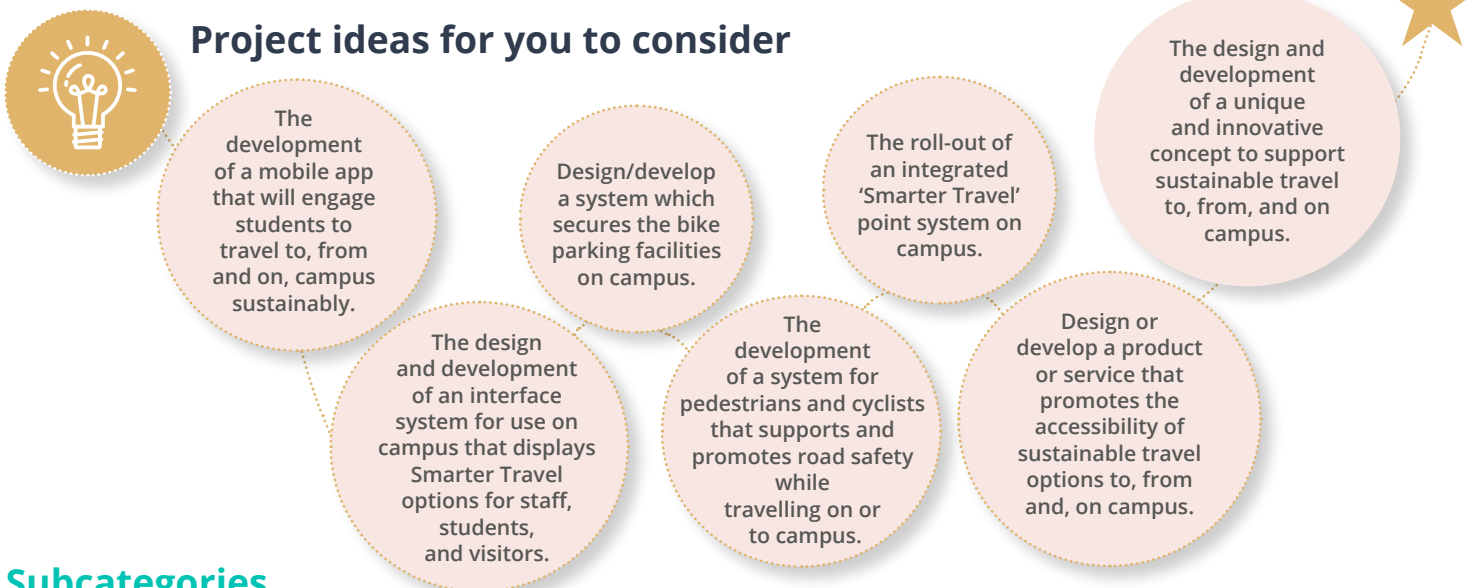 Project ideas for you to consider
The
development
of a mobile app
that will engage
students to
travel to, from
and on, campus
sustainably.
The design
and development
of an interface
system for use on
campus that displays
Smarter Travel
options for staff,
students,
and visitors.
Design/develop
a system which
secures the bike
parking facilities
on campus.
The
development
of a system for
pedestrians and cyclists
that supports and
promotes road safety
while
travelling on or
to campus.
The roll-out of
an integrated
‘Smarter Travel’
point system on
campus.
Design or
develop a product
or service that
promotes the
accessibility of
sustainable travel
options to, from
and, on campus.
The design and
development
of a unique
and innovative
concept to support
sustainable travel
to, from, and on
campus.
Subcategories